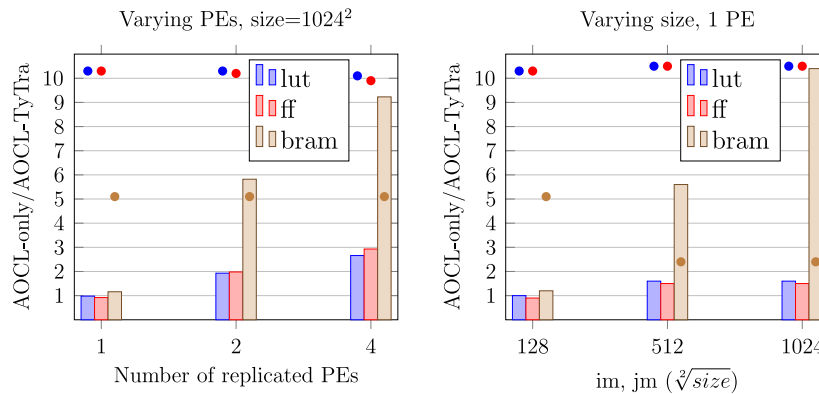 Varying PEs, size=1024²
AOCL-only/AOCL-TyTra
10
9
8
7
6
5
4
3
2
1
lut
ff
bram
1 2 4
Number of replicated PEs
Varying size, 1 PE
AOCL-only/AOCL-TyTra
10
9
8
7
6
5
4
3
2
1
lut
ff
bram
128 512 1024
im, jm (²√size)